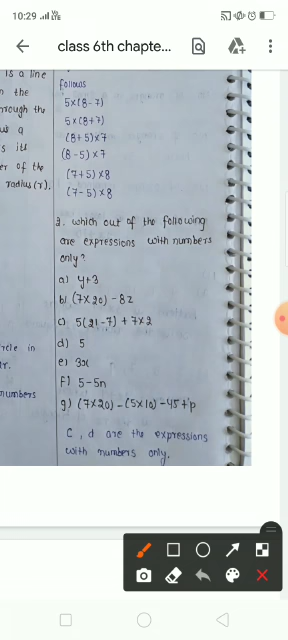 10:29
class 6th chapte...
is a line
n the
hrough the
us a
s its
er of the
radius (r).
ircle in
r.
numbers
follows
5×(8-7)
5×(8+7)
(8+5)×7
(8-5)×7
(7+5)×8
(7-5)×8
2. which out of the following
are expressions with numbers
only?
a) y+3
b) (7×20) - 8z
c) 5(21-7) + 7×2
d) 5
e) 3x
F) 5-5n
g) (7×20) - (5×10) - 45 + p
C, d are the expressions
with numbers only.